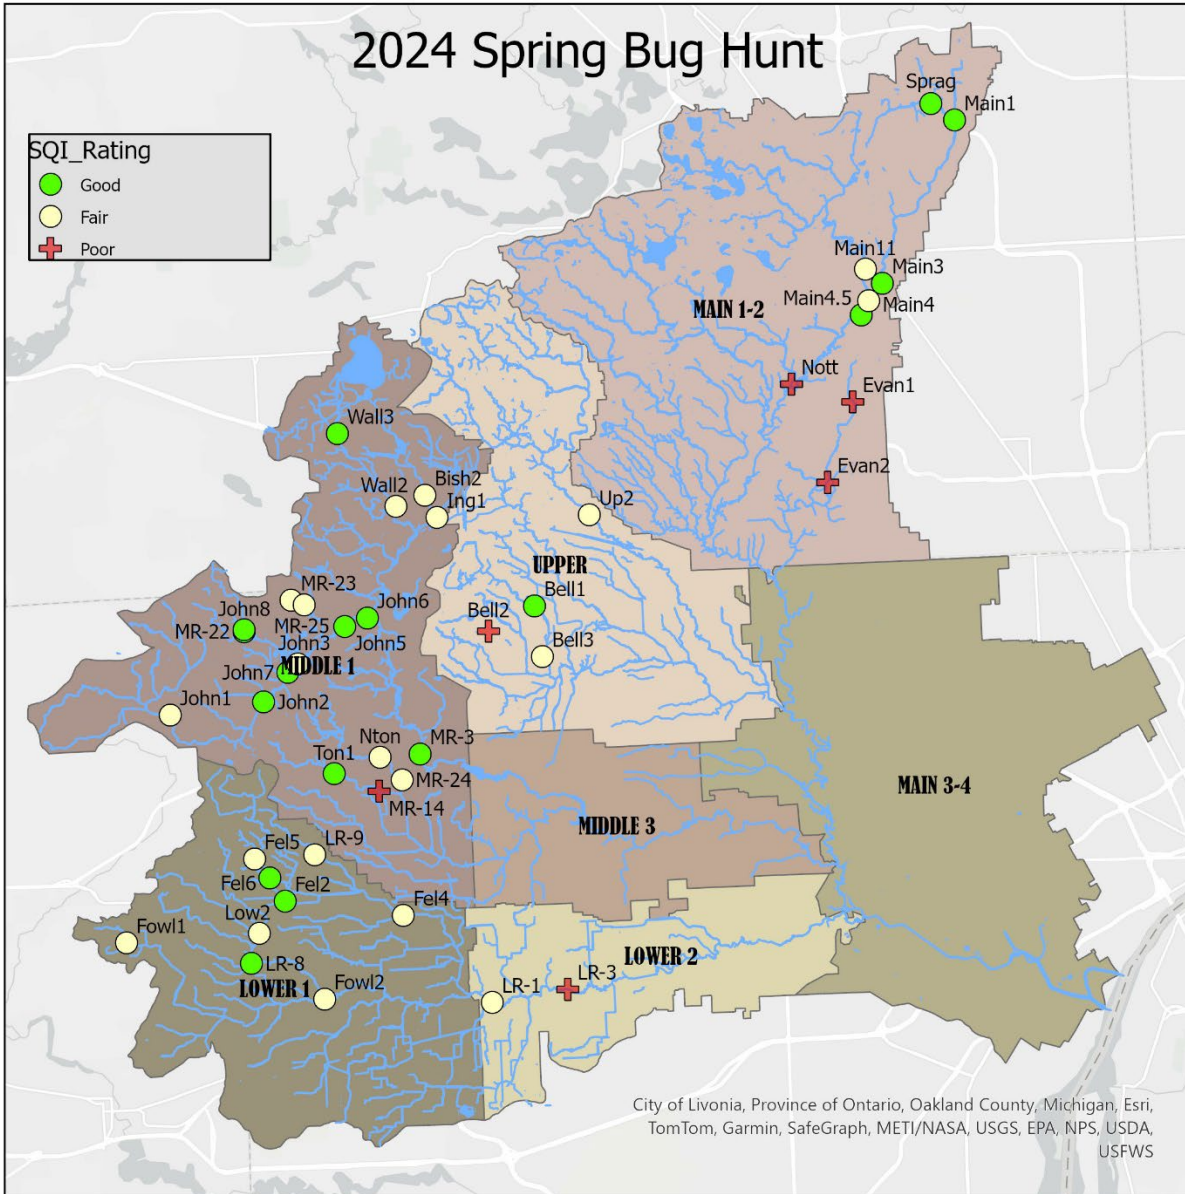 2024 Spring Bug Hunt
SQI_Rating
Good
Fair
Poor
Sprag
Main1
Main11
Main3
Main4.5
Main4
MAIN 1-2
Nott
Evan1
Wall3
Evan2
Bish2
Wall2
Ing1
Up2
UPPER
MR-23
John8
John6
Bell1
MR-22
MR-25
John5
Bell2
John3
Bell3
John7
MIDDLE 1
John1
John2
Nton
MR-3
Ton1
MR-24
MAIN 3-4
MR-14
MIDDLE 3
Fel5
LR-9
Fel6
Fel2
Fel4
Low2
Fowl1
LOWER 2
LR-8
LR-3
Fowl2
LOWER 1
LR-1
City of Livonia, Province of Ontario, Oakland County, Michigan, Esri,
TomTom, Garmin, SafeGraph, METI/NASA, USGS, EPA, NPS, USDA,
USFWS